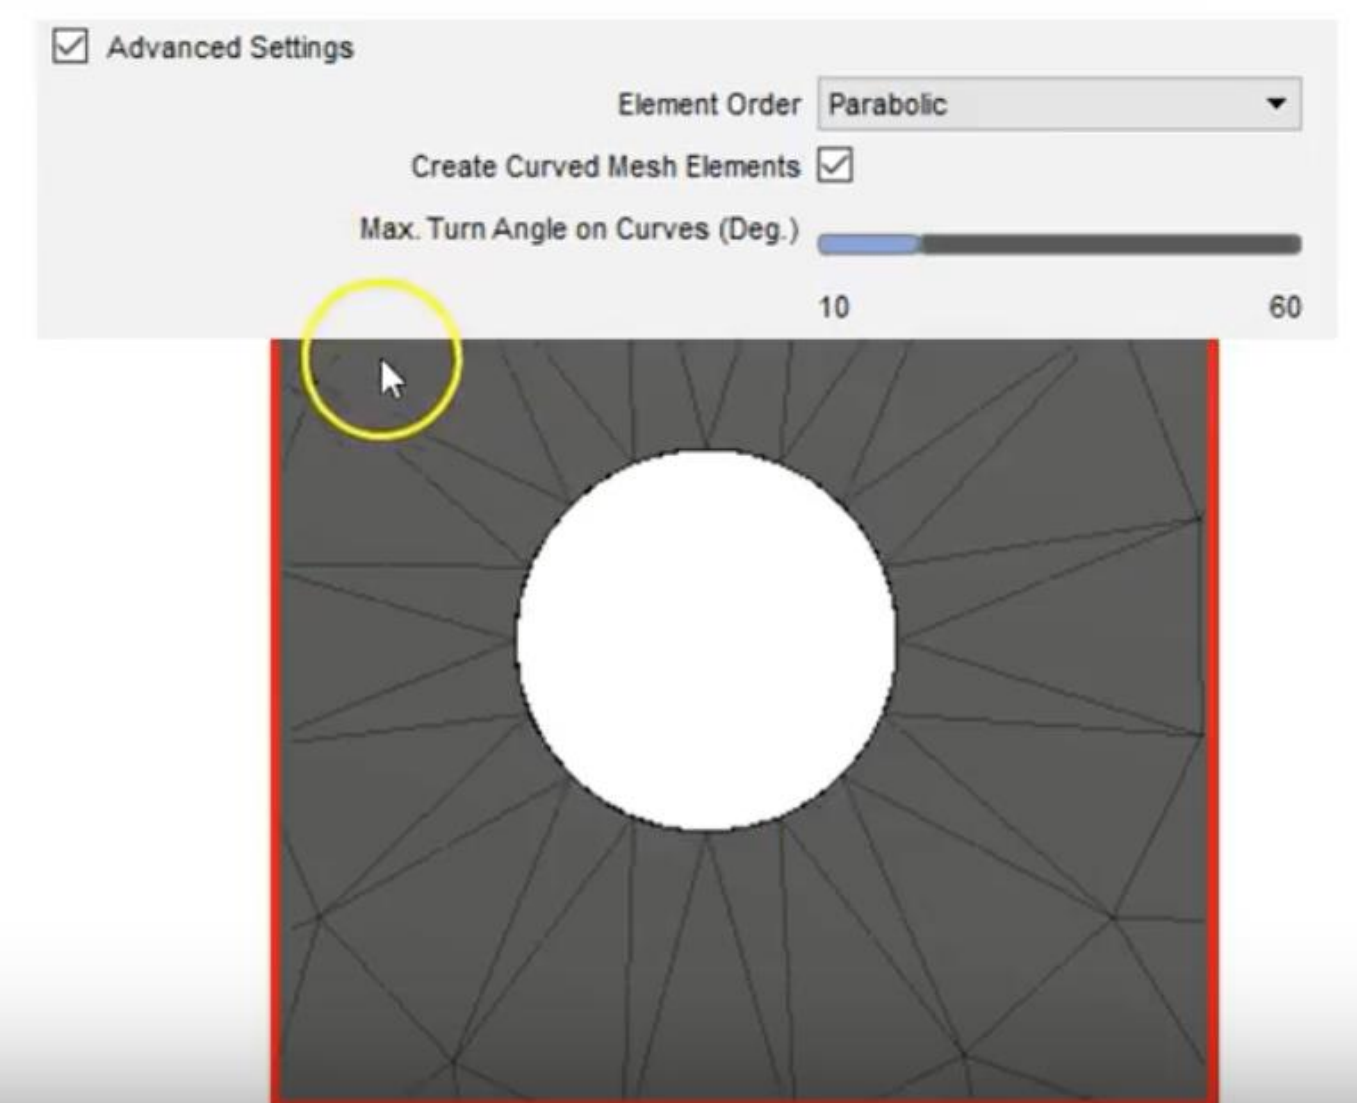 Advanced Settings
Element Order Parabolic
Create Curved Mesh Elements
Max. Turn Angle on Curves (Deg.)
10 60